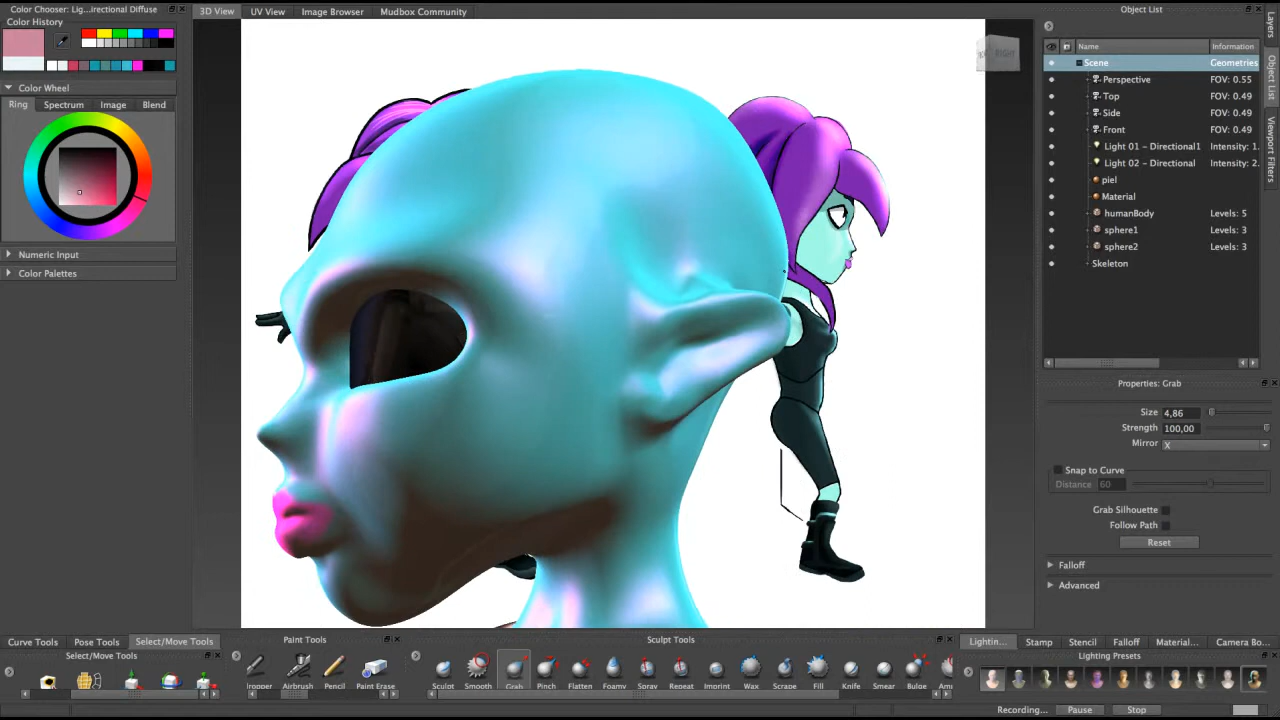 Color Chooser: Lig...irectional Diffuse
3D View
UV View
Image Browser
Mudbox Community
Object List
Color History
Color Wheel
Ring
Spectrum
Image
Blend
Numeric Input
Color Palettes
RIGHT
Name
Information
Scene
Geometries
Perspective
FOV: 0.55
Top
FOV: 0.49
Side
FOV: 0.49
Front
FOV: 0.49
Light 01 – Directional1
Intensity: 1.
Light 02 – Directional
Intensity: 2.
piel
Material
humanBody
Levels: 5
sphere1
Levels: 3
sphere2
Levels: 3
Skeleton
Layers
Object List
Viewport Filters
Properties: Grab
Size
4,86
Strength
100,00
Mirror
X
Snap to Curve
Distance
60
Grab Silhouette
Follow Path
Reset
Falloff
Advanced
Curve Tools
Pose Tools
Select/Move Tools
Select/Move Tools
Paint Tools
Iropper
Airbrush
Pencil
Paint Erase
Sculpt Tools
Sculpt
Smooth
Grab
Pinch
Flatten
Foamy
Spray
Repeat
Imprint
Wax
Scrape
Fill
Knife
Smear
Bulge
Am
Lightin...
Stamp
Stencil
Falloff
Material...
Camera Bo...
Lighting Presets
Recording...
Pause
Stop